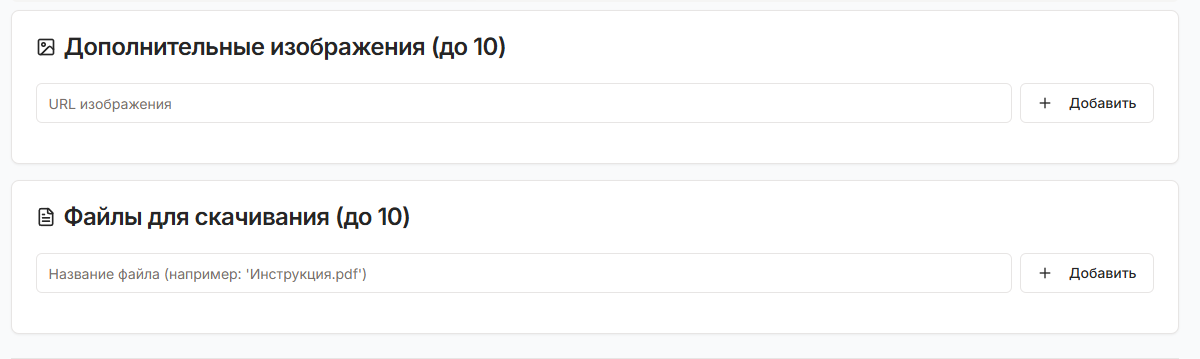 Дополнительные изображения (до 10)
URL изображения
Добавить
Файлы для скачивания (до 10)
Название файла (например: 'Инструкция.pdf')
Добавить